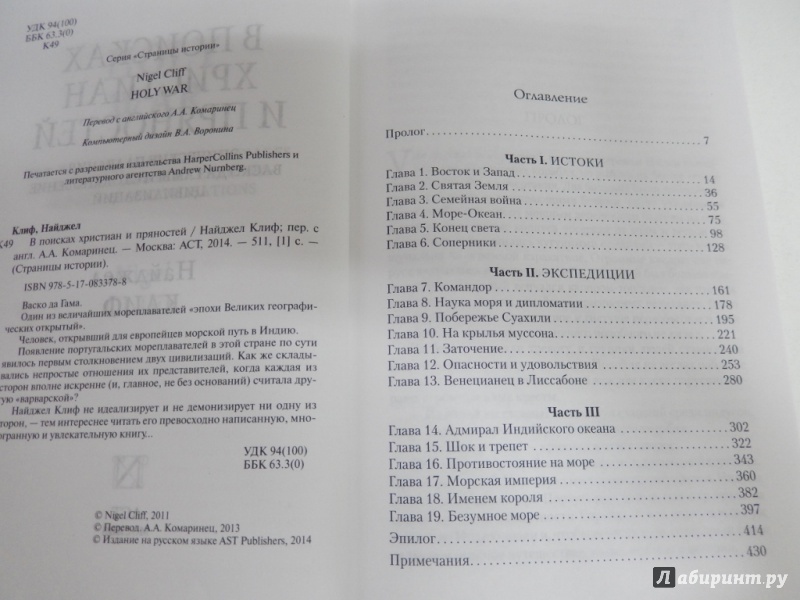 УДК 94(100)
ББК 63.3(0)
К49
Серия «Страницы истории»
Nigel Cliff
HOLY WAR
Перевод с английского А.А. Комаринец
Компьютерный дизайн В.А. Воронина
Печатается с разрешения издательства HarperCollins Publishers и
литературного агентства Andrew Nurnberg.
Клиф, Найджел
К49 В поисках христиан и пряностей / Найджел Клиф; пер. с
англ. А.А. Комаринец. — Москва: АСТ, 2014. — 511, [1] с. —
(Страницы истории).
ISBN 978-5-17-083378-8
Васко да Гама.
Один из величайших мореплавателей «эпохи Великих географи-
ческих открытий».
Человек, открывший для европейцев морской путь в Индию.
Появление португальских мореплавателей в этой стране по сути
явилось первым столкновением двух цивилизаций. Как же склады-
вались непростые отношения их представителей, когда каждая из
сторон вполне искренне (и, главное, не без оснований) считала дру-
гую «варварской»?
Найджел Клиф не идеализирует и не демонизирует ни одну из
сторон, — тем интереснее читать его превосходно написанную, мно-
гогранную и увлекательную книгу...
УДК 94(100)
ББК 63.3(0)
© Nigel Cliff, 2011
© Перевод. А.А. Комаринец, 2013
© Издание на русском языке AST Publishers, 2014
Оглавление
Пролог 7
Часть I. ИСТОКИ
Глава 1. Восток и Запад 14
Глава 2. Святая Земля 36
Глава 3. Семейная война 55
Глава 4. Море-Океан 75
Глава 5. Конец света 98
Глава 6. Соперники 128
Часть II. ЭКСПЕДИЦИИ
Глава 7. Командор 161
Глава 8. Наука моря и дипломатии 178
Глава 9. Побережье Суахили 195
Глава 10. На крылья муссона 221
Глава 11. Заточение 240
Глава 12. Опасности и удовольствия 253
Глава 13. Венецианец в Лиссабоне 280
Часть III
Глава 14. Адмирал Индийского океана 302
Глава 15. Шок и трепет 322
Глава 16. Противостояние на море 343
Глава 17. Морская империя 360
Глава 18. Именем короля 382
Глава 19. Безумное море 397
Эпилог 414
Примечания 430
Лабиринт.ру